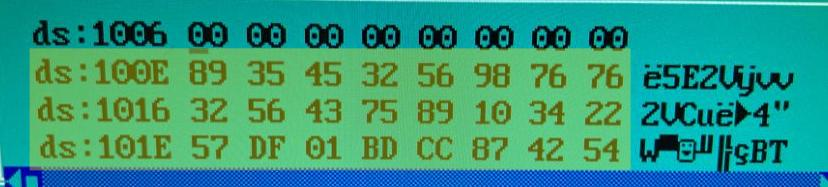 ds:1006 00 00 00 00 00 00 00 00
ds:100E 89 35 45 32 56 98 76 76 ë5E2Vÿvv
ds:1016 32 56 43 75 89 10 34 22 2VCuë►4"
ds:101E 57 DF 01 BD CC 87 42 54 W▀☺╜╠çBT